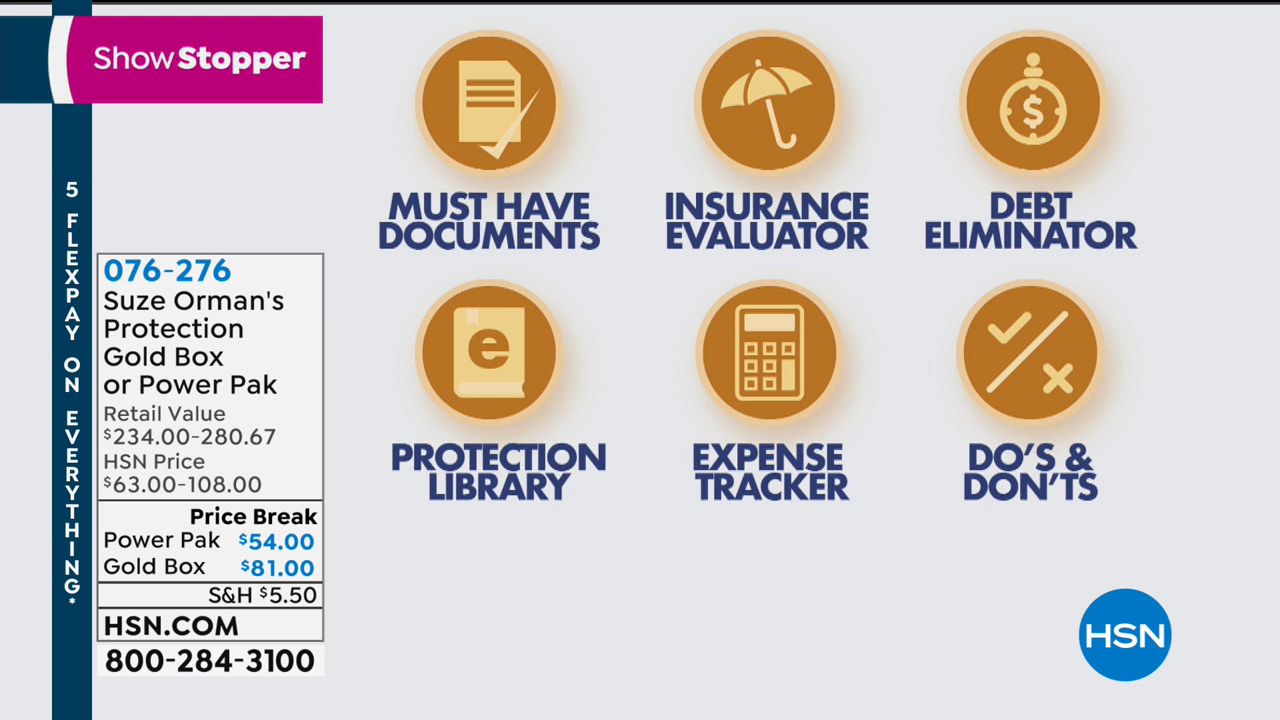 ShowStopper
5 FLEXPAY ON EVERYTHING*
076-276
Suze Orman's
Protection
Gold Box
or Power Pak
Retail Value
$234.00-280.67
HSN Price
$63.00-108.00
Price Break
Power Pak $54.00
Gold Box $81.00
S&H $5.50
HSN.COM
800-284-3100
MUST HAVE
DOCUMENTS
$
INSURANCE
EVALUATOR
DEBT
ELIMINATOR
e
PROTECTION
LIBRARY
EXPENSE
TRACKER
DO'S &
DON'TS
HSN